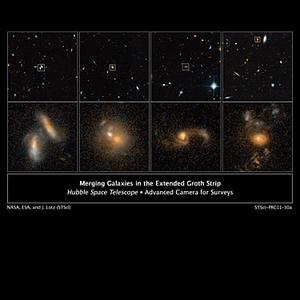 Merging Galaxies in the Extended Groth Strip
Hubble Space Telescope • Advanced Camera for Surveys
NASA, ESA, and J. Lotz (STScI)
STScI-PRC11-30a